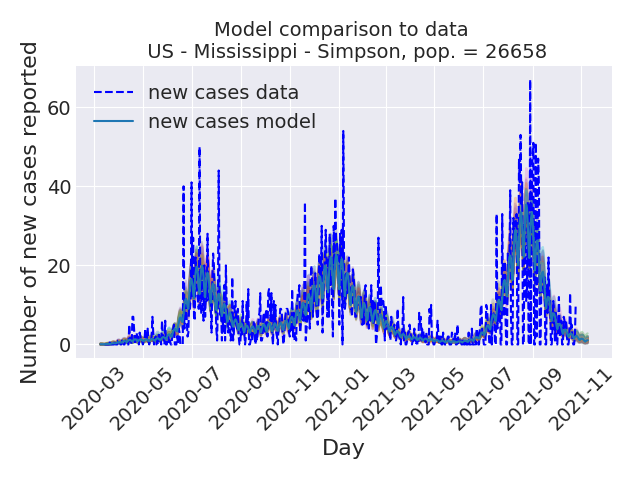 Model comparison to data
US - Mississippi - Simpson, pop. = 26658
Number of new cases reported
60
40
20
0
new cases data
new cases model
2020-03
2020-05
2020-07
2020-09
2020-11
2021-01
2021-03
2021-05
2021-07
2021-09
2021-11
Day